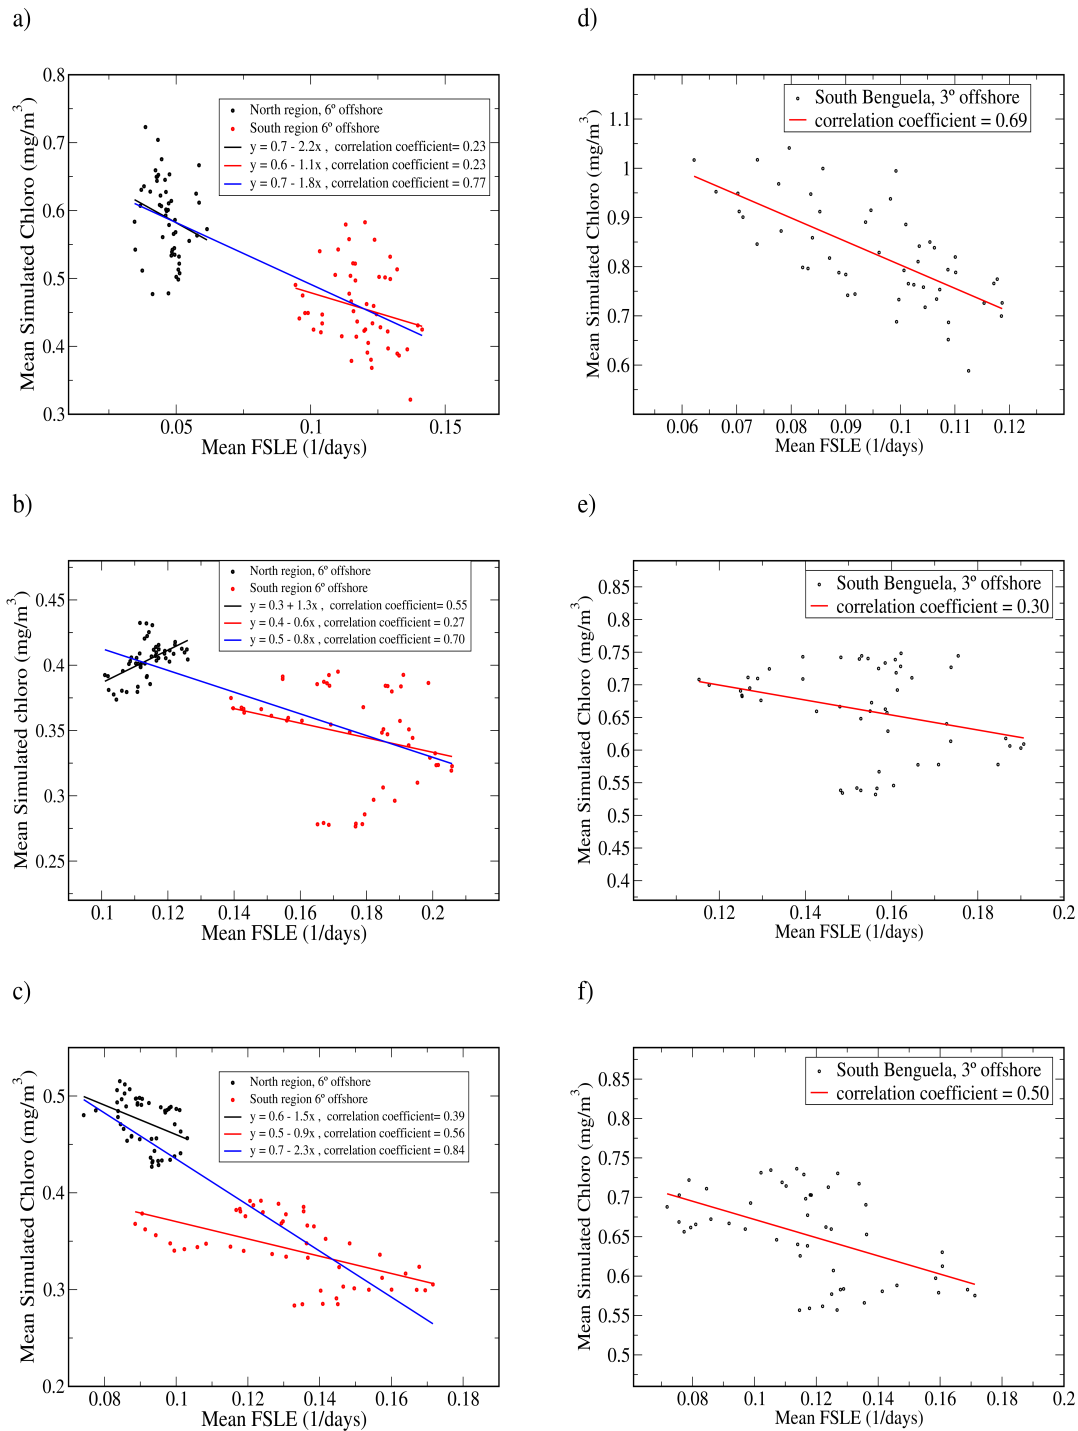 a)
0.8
0.7
0.6
0.5
0.4
0.3
Mean Simulated Chloro (mg/m³)
North region, 6º offshore
South region 6º offshore
y = 0.7 - 2.2x , correlation coefficient= 0.23
y = 0.6 - 1.1x , correlation coefficient = 0.23
y = 0.7 - 1.8x , correlation coefficient = 0.77
0.05 0.1 0.15
Mean FSLE (1/days)
d)
1.1
1
0.9
0.8
0.7
0.6
Mean Simulated Chloro (mg/m³)
South Benguela, 3º offshore
correlation coefficient = 0.69
0.06 0.07 0.08 0.09 0.1 0.11 0.12
Mean FSLE (1/days)
b)
0.45
0.4
0.35
0.3
0.25
Mean Simulated chloro (mg/m³)
North region, 6º offshore
South region 6º offshore
y = 0.3 + 1.3x , correlation coefficient= 0.55
y = 0.4 - 0.6x , correlation coefficient = 0.27
y = 0.5 - 0.8x , correlation coefficient = 0.70
0.1 0.12 0.14 0.16 0.18 0.2
Mean FSLE (1/days)
e)
0.85
0.8
0.75
0.7
0.65
0.6
0.55
0.5
0.45
0.4
Mean Simulated Chloro (mg/m³)
South Benguela, 3º offshore
correlation coefficient = 0.30
0.12 0.14 0.16 0.18 0.2
Mean FSLE (1/days)
c)
0.5
0.4
0.3
0.2
Mean Simulated Chloro (mg/m³)
North region, 6º offshore
South region 6º offshore
y = 0.6 - 1.5x , correlation coefficient= 0.39
y = 0.5 - 0.9x , correlation coefficient = 0.56
y = 0.7 - 2.3x , correlation coefficient = 0.84
0.08 0.1 0.12 0.14 0.16 0.18
Mean FSLE (1/days)
f)
0.85
0.8
0.75
0.7
0.65
0.6
0.55
0.5
Mean Simulated Chloro (mg/m³)
South Benguela, 3º offshore
correlation coefficient = 0.50
0.08 0.1 0.12 0.14 0.16 0.18 0.2
Mean FSLE (1/days)